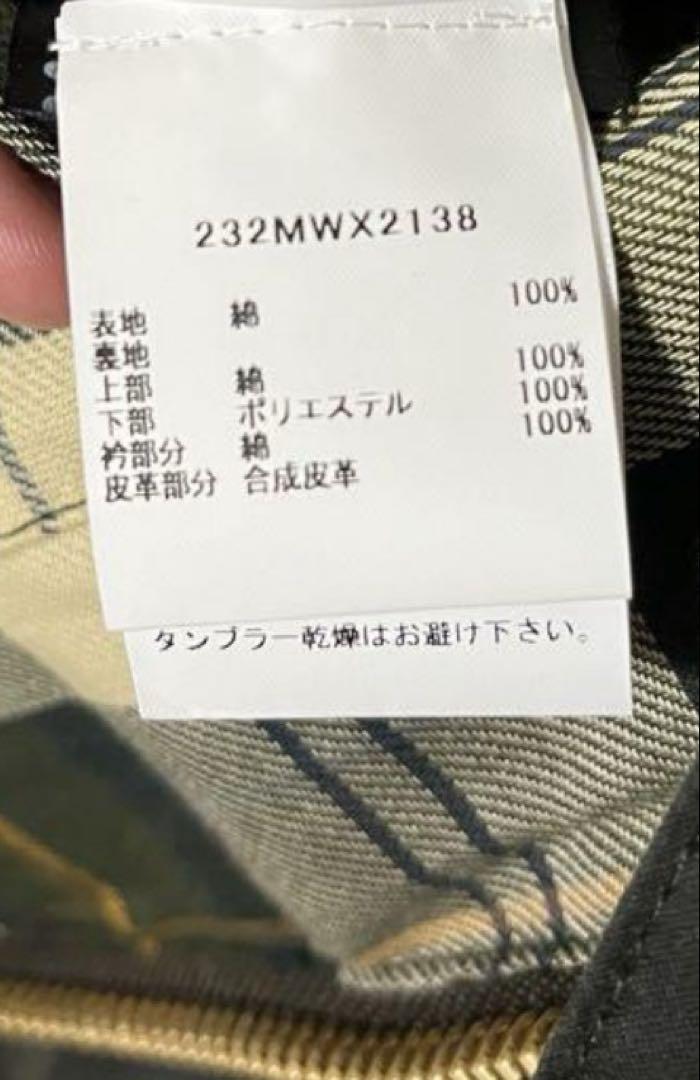 232MWX2138
表地 綿 100%
裏地
上部 綿 100%
下部 ポリエステル 100%
衿部分 綿 100%
皮革部分 合成皮革
タンブラー乾燥はお避け下さい。